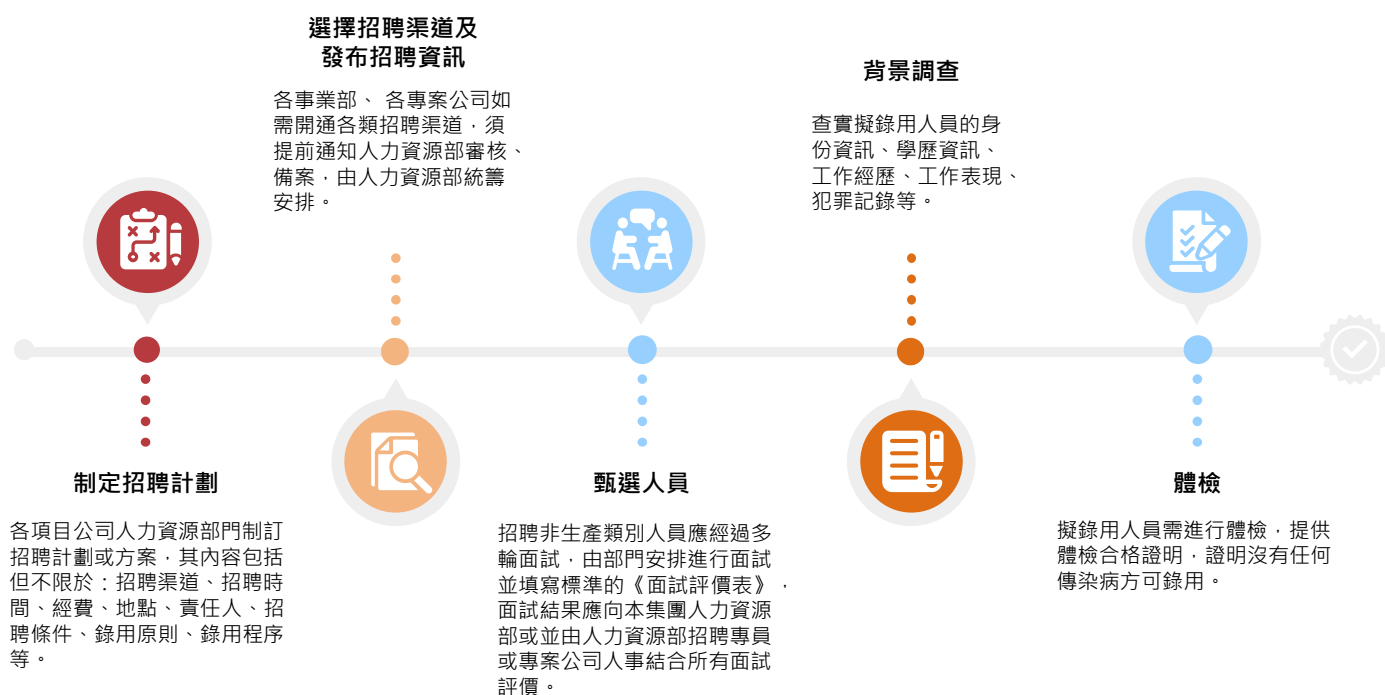 制定招聘計劃
各項目公司人力資源部門制訂
招聘計劃或方案，其內容包括
但不限於：招聘渠道、招聘時
間、經費、地點、責任人、招
聘條件、錄用原則、錄用程序
等。
選擇招聘渠道及
發布招聘資訊
各事業部、 各專案公司如
需開通各類招聘渠道，須
提前通知人力資源部審核、
備案，由人力資源部統籌
安排。
甄選人員
招聘非生產類別人員應經過多
輪面試，由部門安排進行面試
並填寫標準的《面試評價表》，
面試結果應向本集團人力資源
部或並由人力資源部招聘專員
或專案公司人事結合所有面試
評價。
背景調查
查實擬錄用人員的身
份資訊、學歷資訊、
工作經歷、工作表現、
犯罪記錄等。
體檢
擬錄用人員需進行體檢，提供
體檢合格證明，證明沒有任何
傳染病方可錄用。